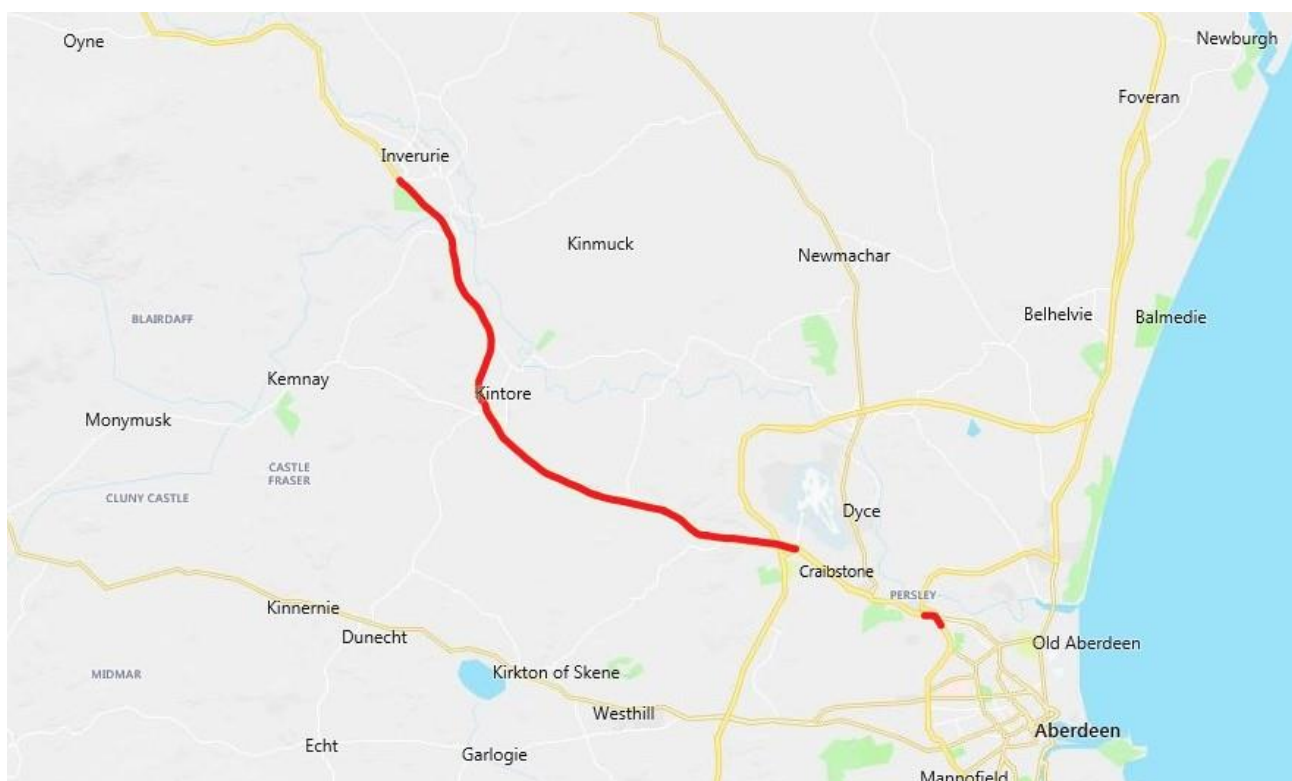 Oyne
Newburgh
Foveran
Inverurie
Kinmuck
Newmachar
Belhelvie
Balmedie
BLAIRDAFF
Kemnay
Kintore
Monymusk
CASTLE
FRASER
CLUNY CASTLE
Dyce
Craibstone
PERSLEY
Kinnernie
Dunecht
Old Aberdeen
MIDMAR
Kirkton of Skene
Westhill
Aberdeen
Echt
Garlogie
Mannofield